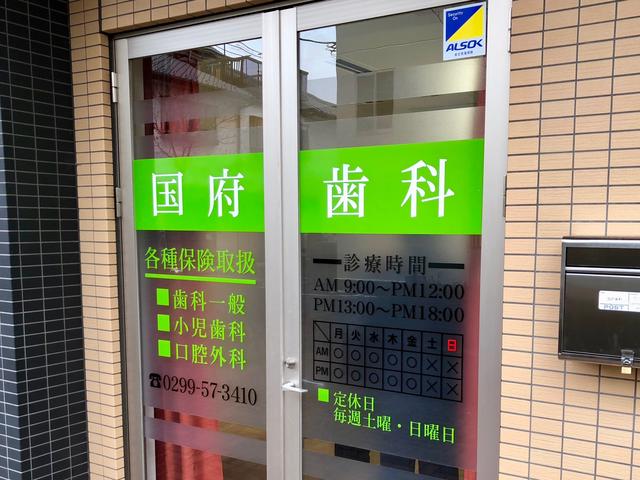 Security
On
ALSOK
国府 歯科
各種保険取扱
■歯科一般
■小児歯科
■口腔外科
☎0299-57-3410
診療時間
AM 9:00〜PM12:00
PM13:00〜PM18:00
月 火 水 木 金 土 日
AM ○ ○ ○ ○ ○ × ×
PM ○ ○ ○ ○ ○ × ×
■定休日
毎週土曜・日曜日
POST